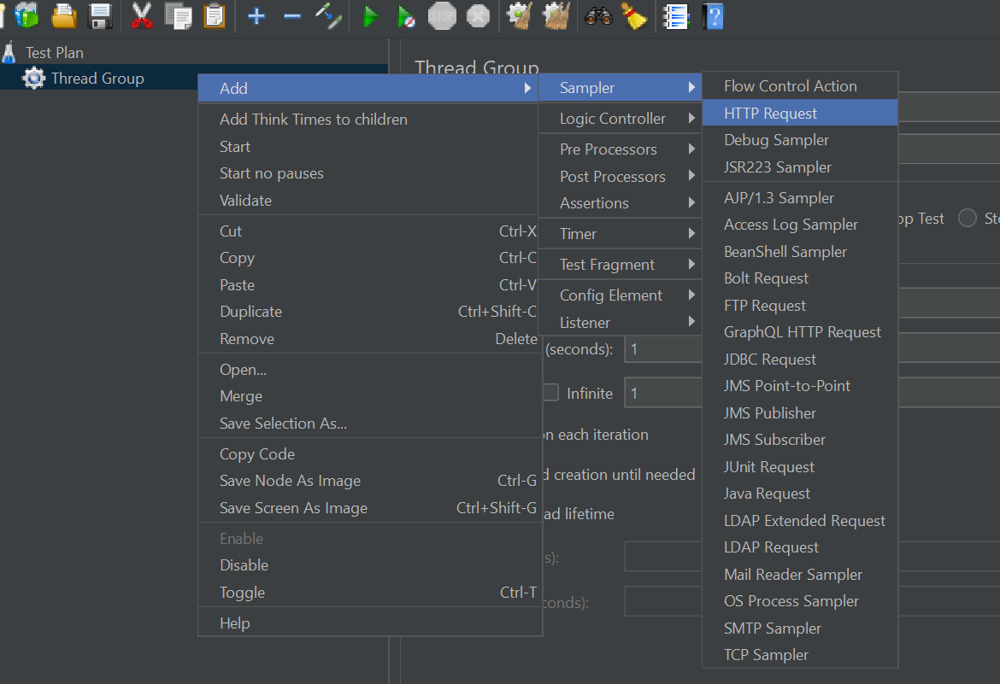 STOP
Test Plan
Thread Group
Thread Group
Add
Add Think Times to children
Start
Start no pauses
Validate
Cut Ctrl-X
Copy Ctrl-C
Paste Ctrl-V
Duplicate Ctrl+Shift-C
Remove Delete
Open...
Merge
Save Selection As...
Copy Code
Save Node As Image Ctrl-G
Save Screen As Image Ctrl+Shift-G
Enable
Disable
Toggle Ctrl-T
Help
Sampler
Logic Controller
Pre Processors
Post Processors
Assertions
Timer
Test Fragment
Config Element
Listener
(seconds): 1
Infinite 1
each iteration
creation until needed
lifetime
Flow Control Action
HTTP Request
Debug Sampler
JSR223 Sampler
AJP/1.3 Sampler
Access Log Sampler
BeanShell Sampler
Bolt Request
FTP Request
GraphQL HTTP Request
JDBC Request
JMS Point-to-Point
JMS Publisher
JMS Subscriber
JUnit Request
Java Request
LDAP Extended Request
LDAP Request
Mail Reader Sampler
OS Process Sampler
SMTP Sampler
TCP Sampler
Test